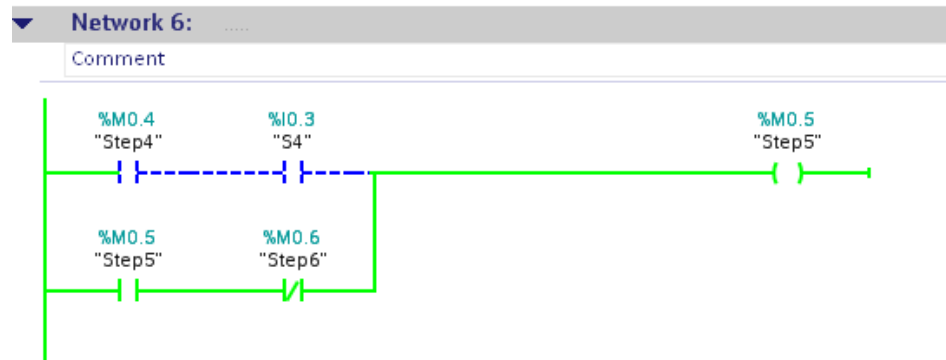 Network 6: .....
Comment
%M0.4 %I0.3 %M0.5
"Step4" "S4" "Step5"
%M0.5 %M0.6
"Step5" "Step6"